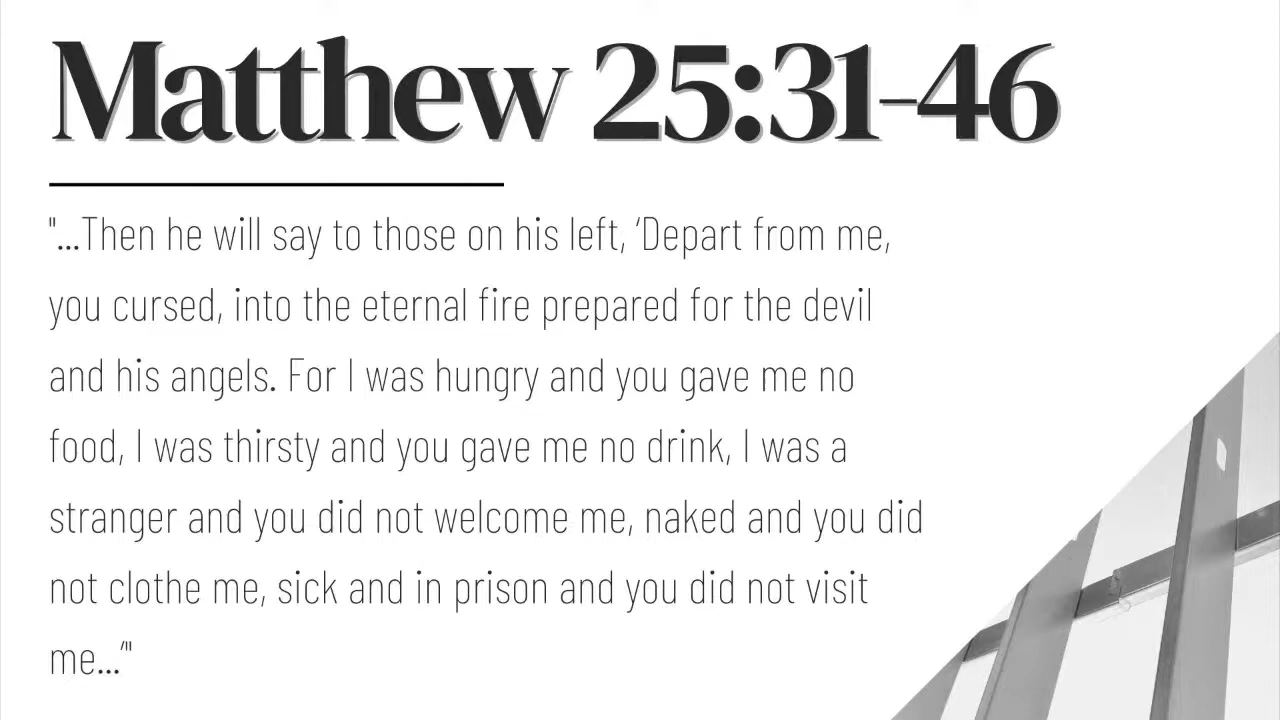 Matthew 25:31-46
"...Then he will say to those on his left, ‘Depart from me,
you cursed, into the eternal fire prepared for the devil
and his angels. For I was hungry and you gave me no
food, I was thirsty and you gave me no drink, I was a
stranger and you did not welcome me, naked and you did
not clothe me, sick and in prison and you did not visit
me...’"